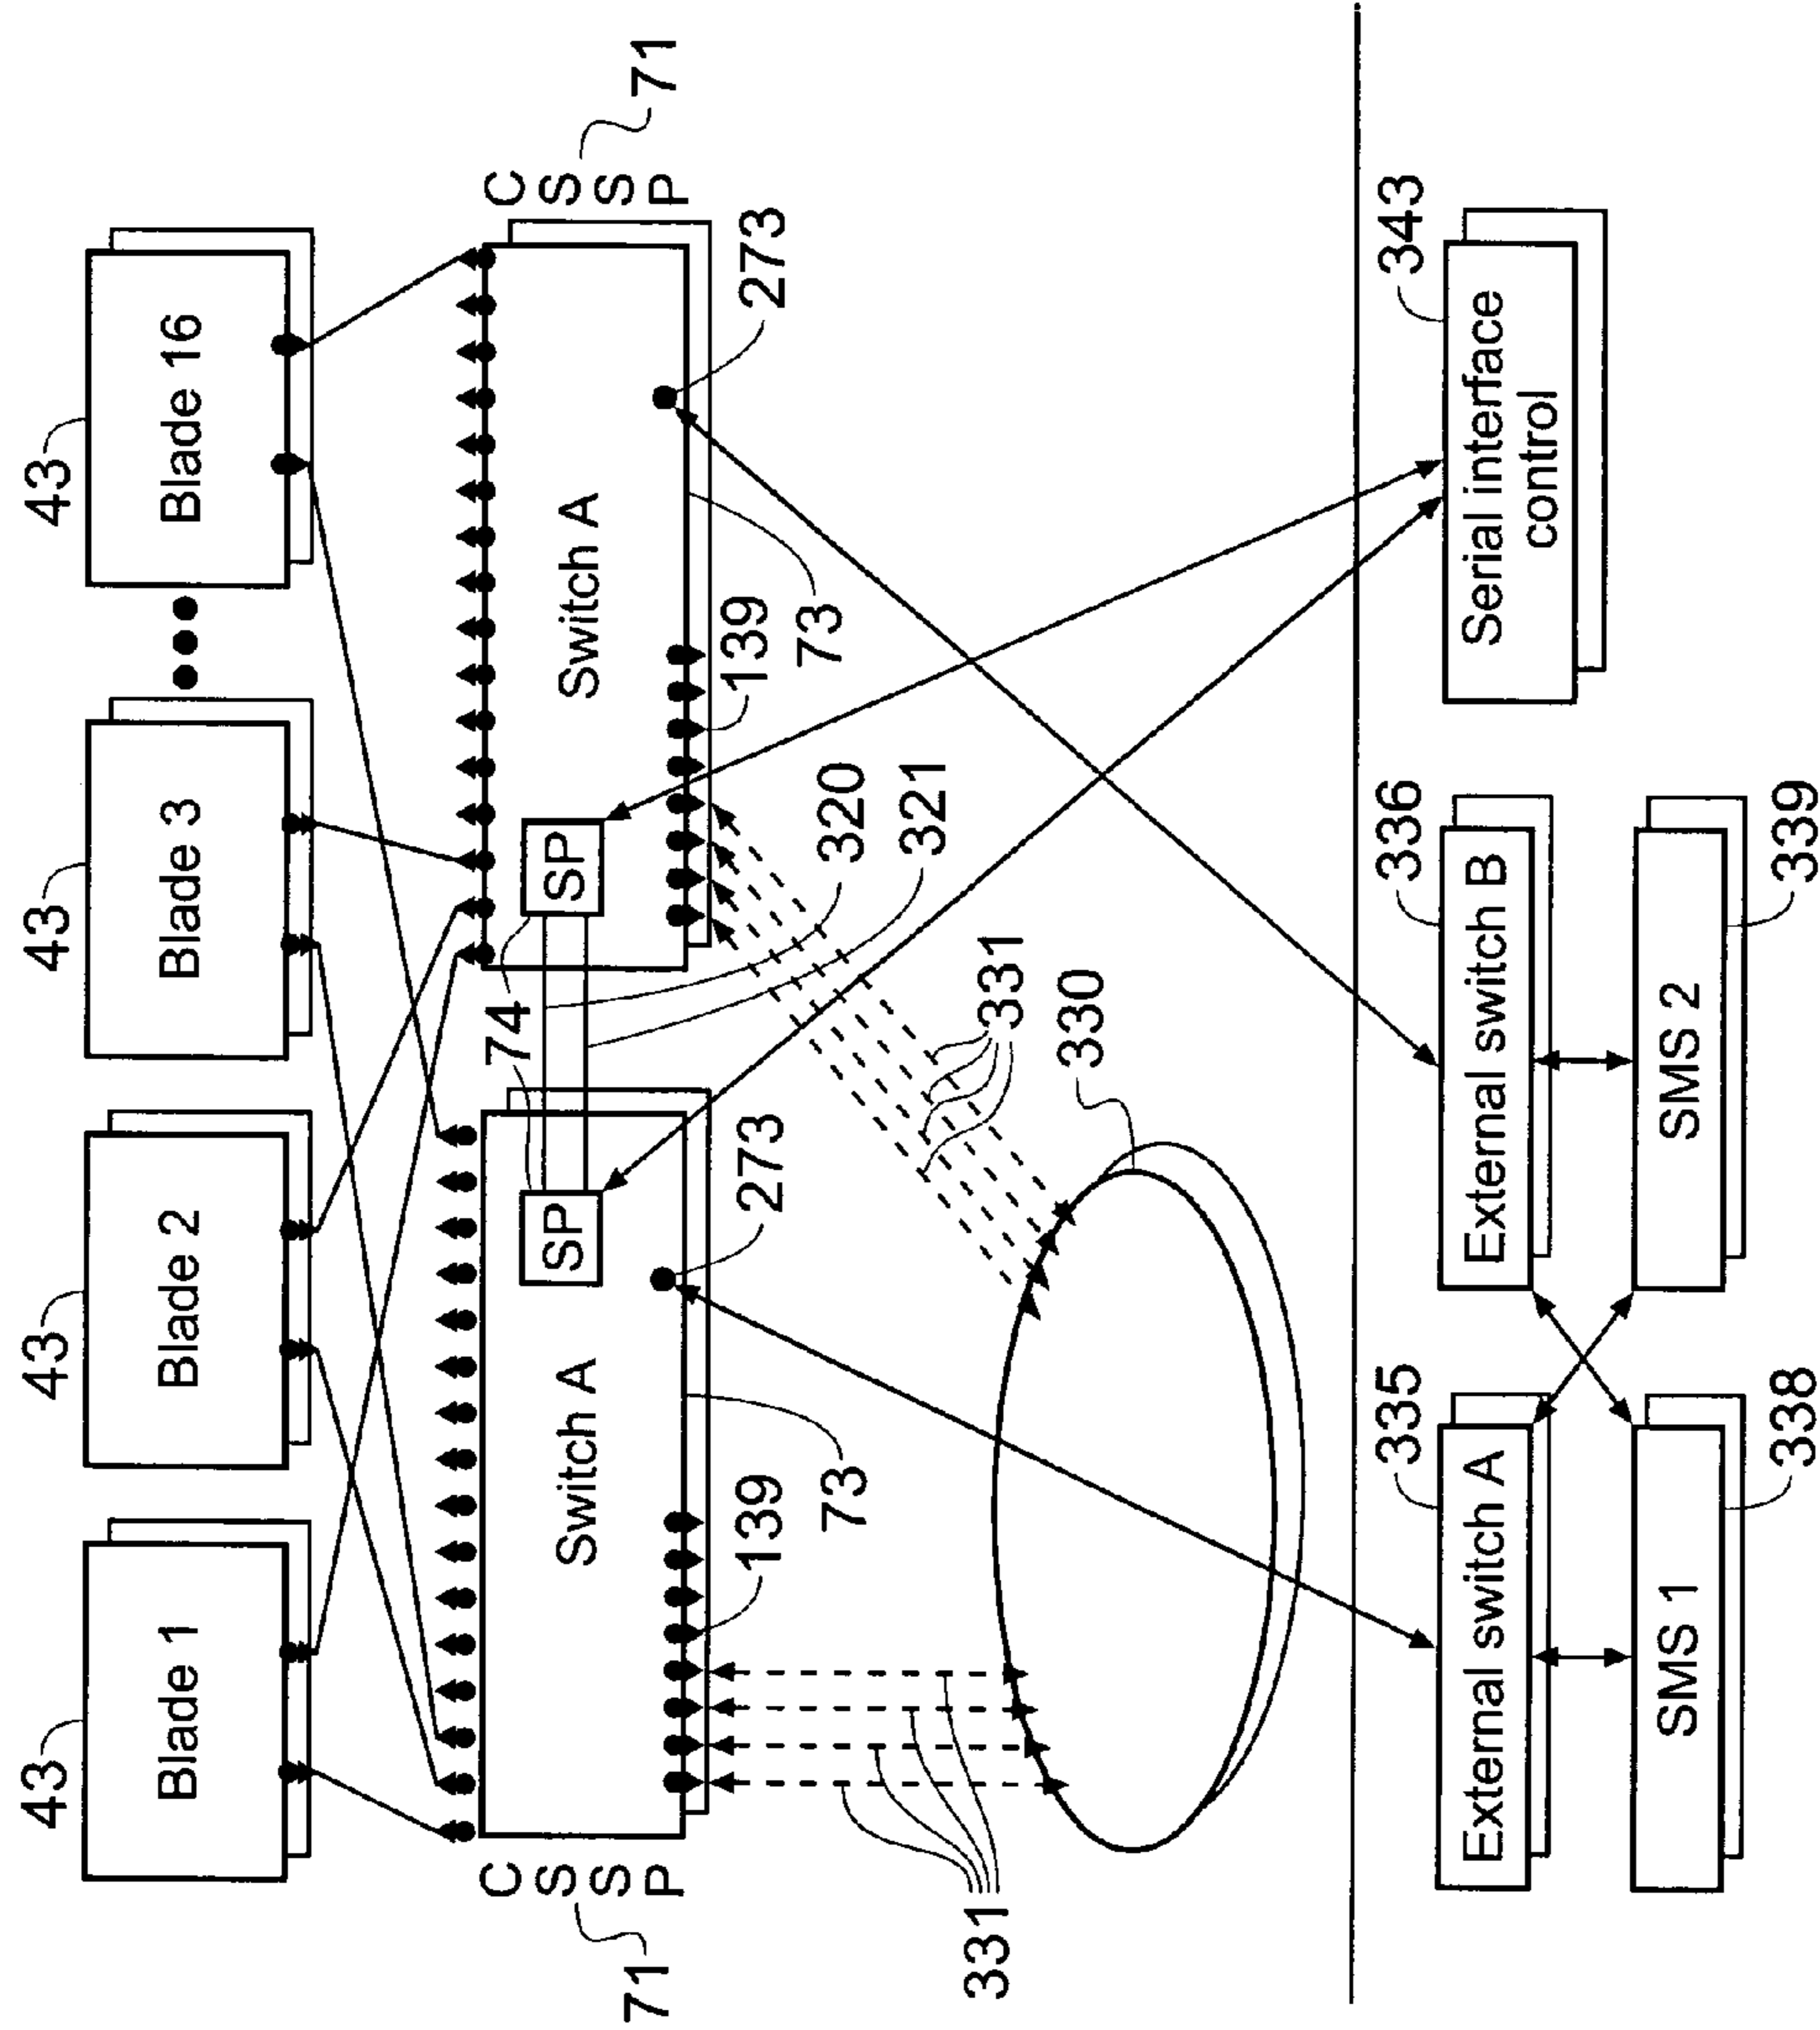 43
43
43
43
Blade 1
Blade 2
Blade 3
Blade 16
71
C
S
S
P
Switch A
SP
74
SP
Switch A
C
S
S
P
71
273
273
139
73
139
73
320
321
331
331
330
335
336
343
External switch A
External switch B
Serial interface
control
SMS 1
SMS 2
338
339